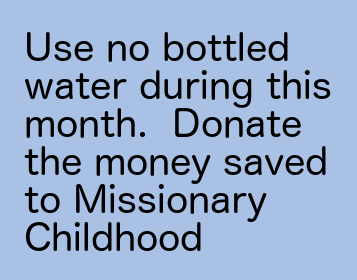 Use no bottled
water during this
month.  Donate
the money saved
to Missionary
Childhood